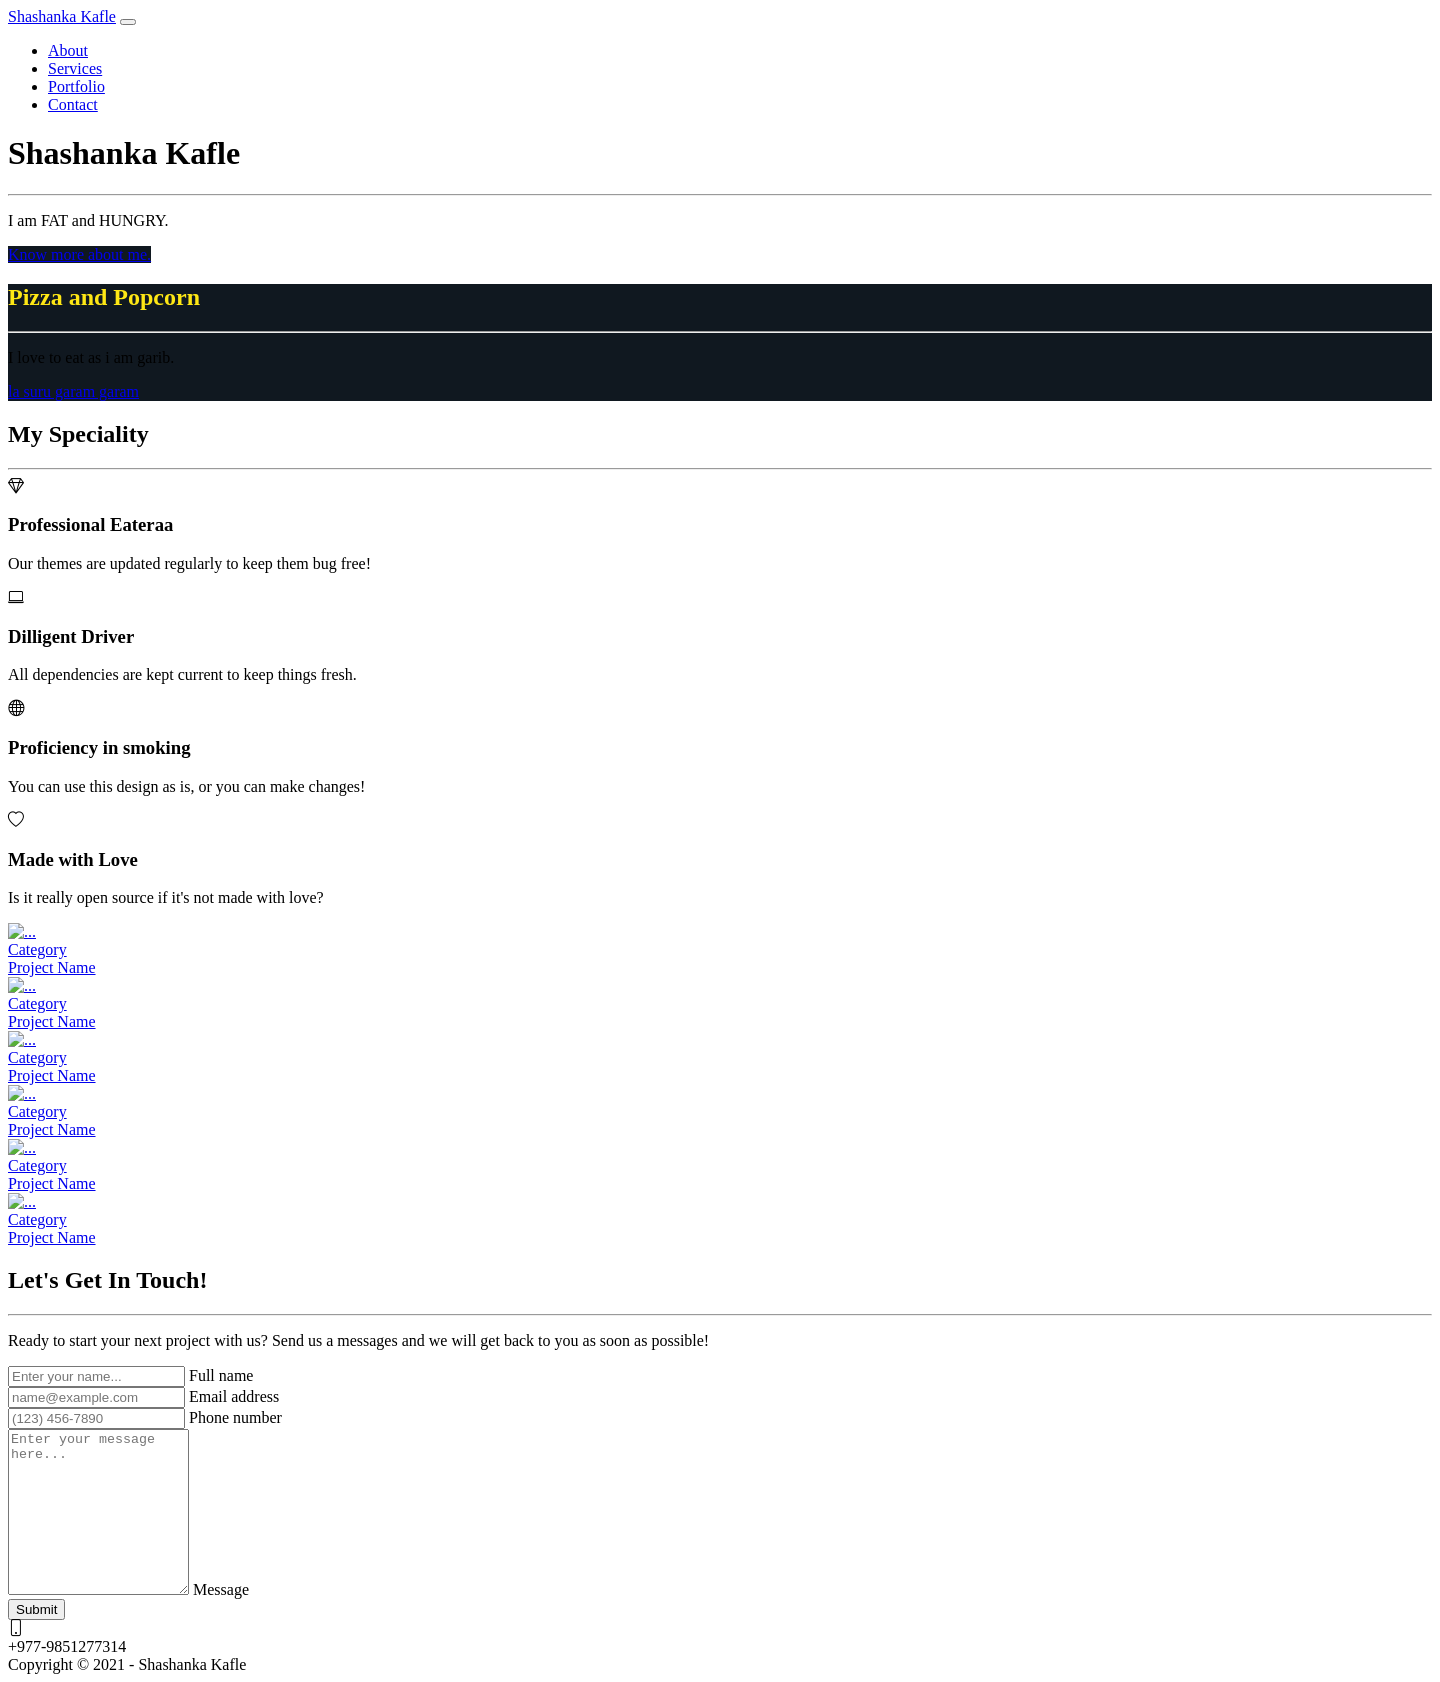 Shashanka Kafle
About
Services
Portfolio
Contact
Shashanka Kafle
I am FAT and HUNGRY.
Know more about me!
Pizza and Popcorn
I love to eat as i am garib.
garam garam
My Speciality
Professional Eateraa
Our themes are updated regularly to keep them bug free!
Dilligent Driver
All dependencies are kept current to keep things fresh.
Proficiency in smoking
You can use this design as is, or you can make changes!
Made with Love
Is it really open source if it's not made with love?
...
Category
Project Name
...
Category
Project Name
...
Category
Project Name
...
Category
Project Name
...
Category
Project Name
...
Category
Project Name
Let's Get In Touch!
Ready to start your next project with us? Send us a messages and we will get back to you as soon as possible!
Enter your name... Full name
name@example.com Email address
(123) 456-7890 Phone number
Enter your message
here...
Message
Submit
+977-9851277314
Copyright © 2021 - Shashanka Kafle